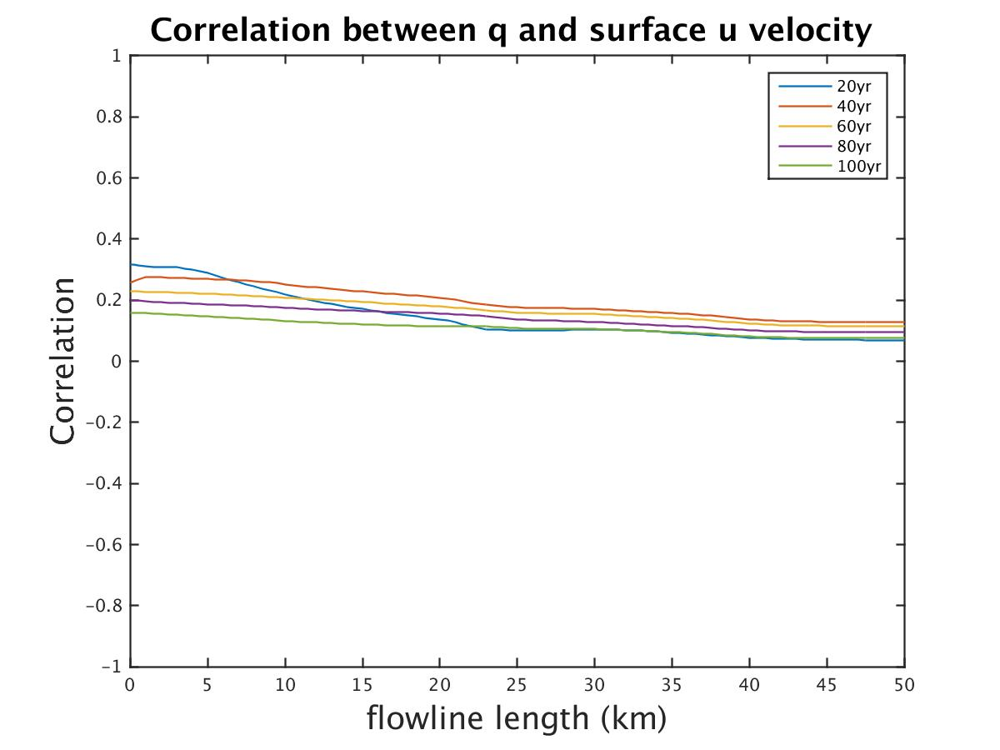 Correlation between q and surface u velocity
1
0.8
0.6
0.4
0.2
0
−0.2
−0.4
−0.6
−0.8
−1
Correlation
20yr
40yr
60yr
80yr
100yr
0 5 10 15 20 25 30 35 40 45 50
flowline length (km)